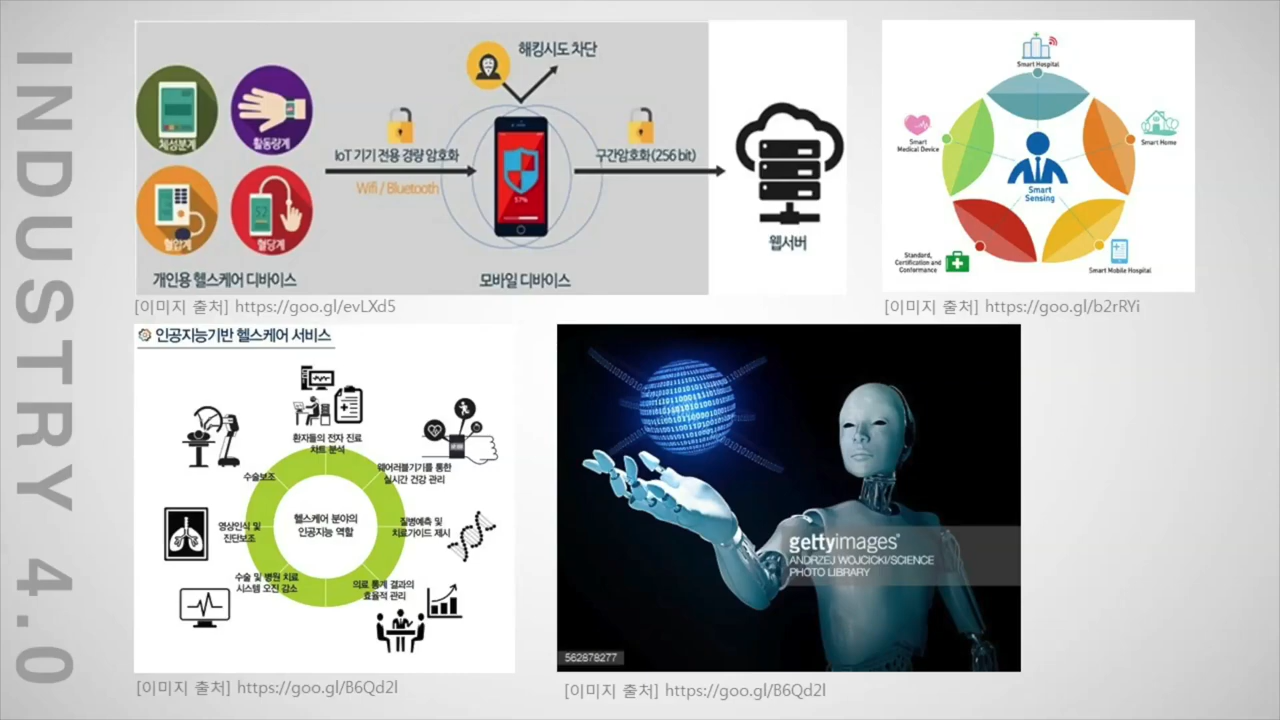 INDUSTRY 4.0
해킹시도 차단
체성분계
활동량계
IoT 기기 전용 경량 암호화
구간암호화(256 bit)
Wifi / Bluetooth
57%
52
혈압계
혈당계
웹서버
개인용 헬스케어 디바이스
모바일 디바이스
[이미지 출처] https://goo.gl/evLXd5
Smart Hospital
Smart
Medical Device
Smart Home
Smart
Sensing
Standard,
Certification and
Conformance
Smart Mobile Hospital
[이미지 출처] https://goo.gl/b2rRYi
인공지능기반 헬스케어 서비스
환자들의 전자 진료
차트 분석
수술보조
웨어러블기기를 통한
실시간 건강 관리
헬스케어 분야의
인공지능 역할
영상인식 및
진단보조
질병예측 및
치료가이드 제시
수술 및 병원 치료
시스템 오진 감소
의료 통계 결과의
효율적 관리
[이미지 출처] https://goo.gl/B6Qd2l
gettyimages®
ANDRZEJ WOJCICKI/SCIENCE
PHOTO LIBRARY
562878277
[이미지 출처] https://goo.gl/B6Qd2l